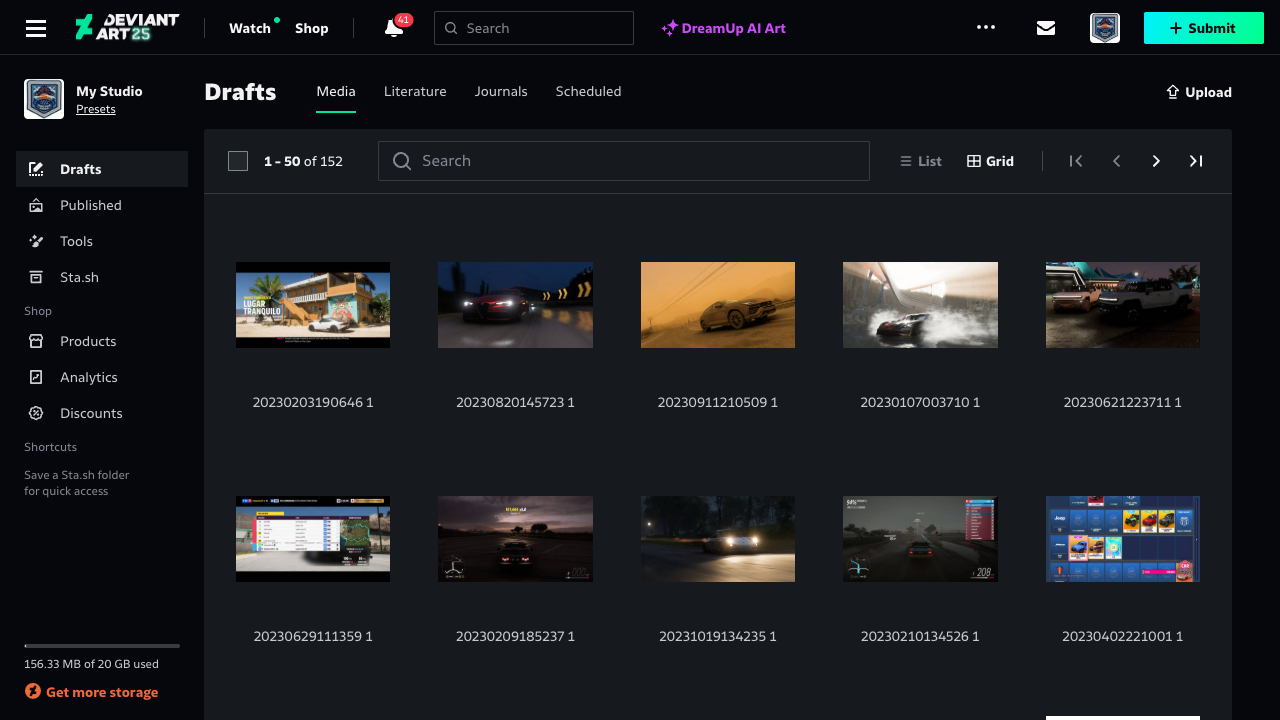 DEVIANT
ART 25
Watch
Shop
41
Search
DreamUp AI Art
Submit
My Studio
Presets
Drafts
Media
Literature
Journals
Scheduled
Upload
Drafts
Published
Tools
Sta.sh
Shop
Products
Analytics
Discounts
Shortcuts
Save a Sta.sh folder
for quick access
156.33 MB of 20 GB used
Get more storage
1 - 50 of 152
Search
List
Grid
LUGAR
TRANQUILO
20230203190646 1
20230820145723 1
20230911210509 1
20230107003710 1
20230621223711 1
208
20230629111359 1
20230209185237 1
20231019134235 1
20230210134526 1
20230402221001 1